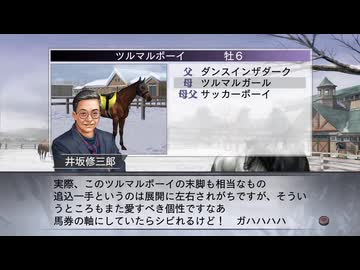 ツルマルボーイ 牡6
父 ダンスインザダーク
母 ツルマルガール
母父 サッカーボーイ
井坂修三郎
実際、このツルマルボーイの末脚も相当なもの
追込一手というのは展開に左右されがちですが、そうい
うところもまた愛すべき個性ですなあ
馬券の軸にしていたらシビれるけど! ガハハハハ